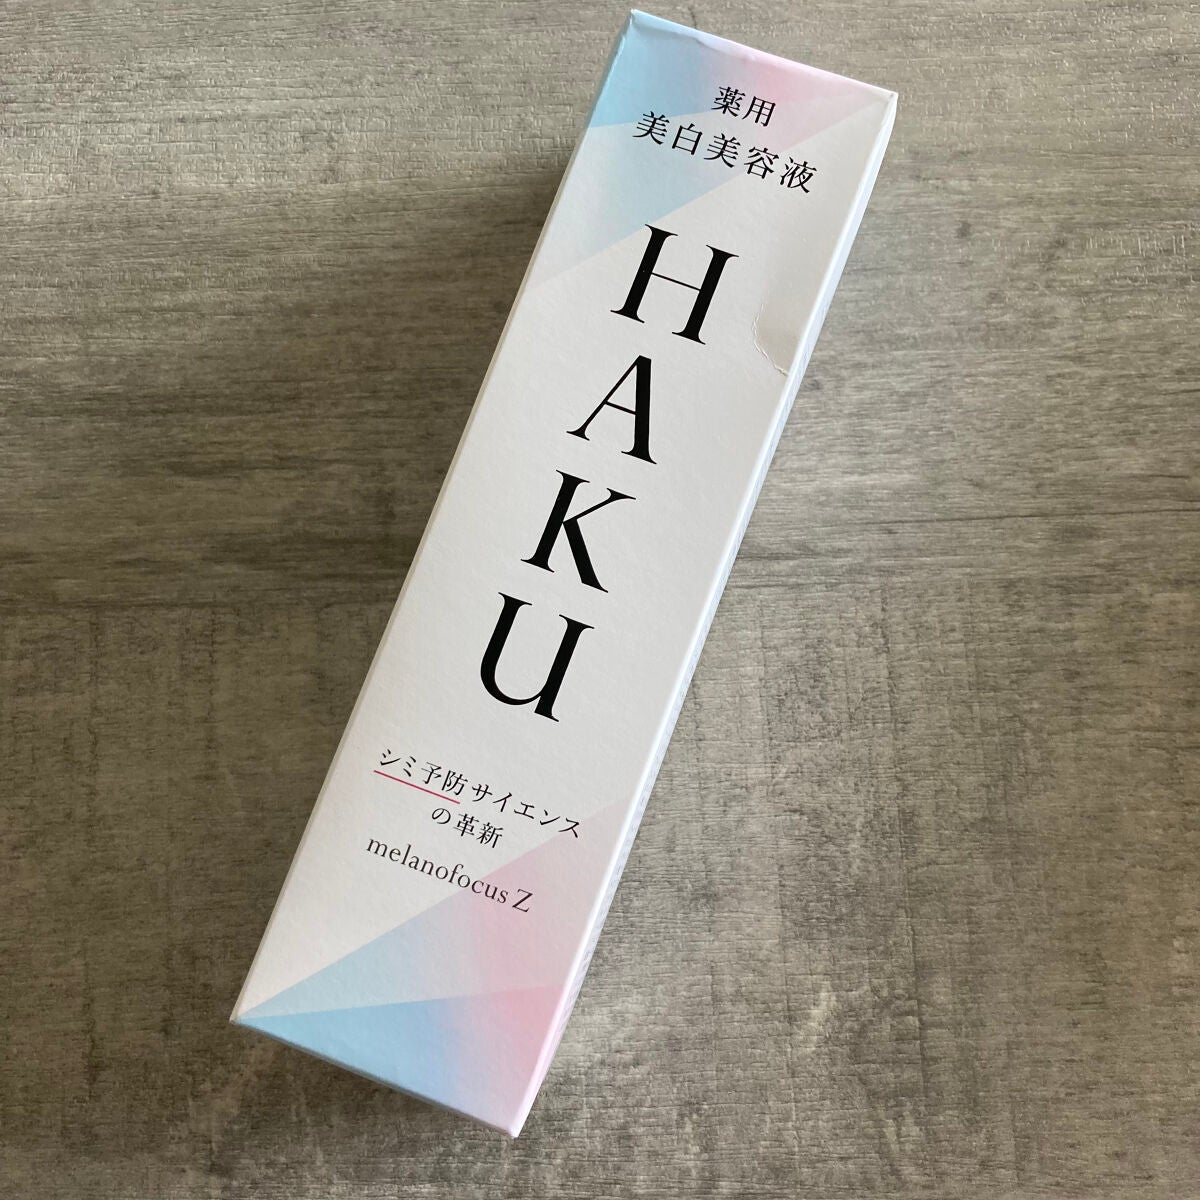 薬用
美白美容液
HAKU
シミ予防サイエンス
の革新
melanofocus Z